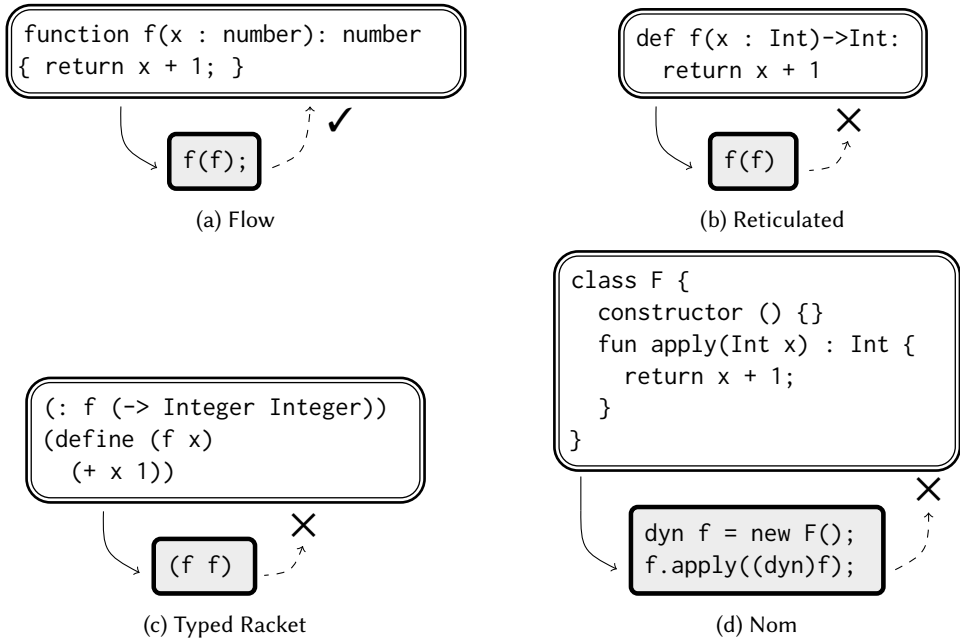 function f(x : number): number
{ return x + 1; }
f(f);
✓
(a) Flow
def f(x : Int)->Int:
  return x + 1
f(f)
×
(b) Reticulated
(: f (-> Integer Integer))
(define (f x)
  (+ x 1))
(f f)
×
(c) Typed Racket
class F {
  constructor () {}
  fun apply(Int x) : Int {
    return x + 1;
  }
}
dyn f = new F();
f.apply((dyn)f);
×
(d) Nom